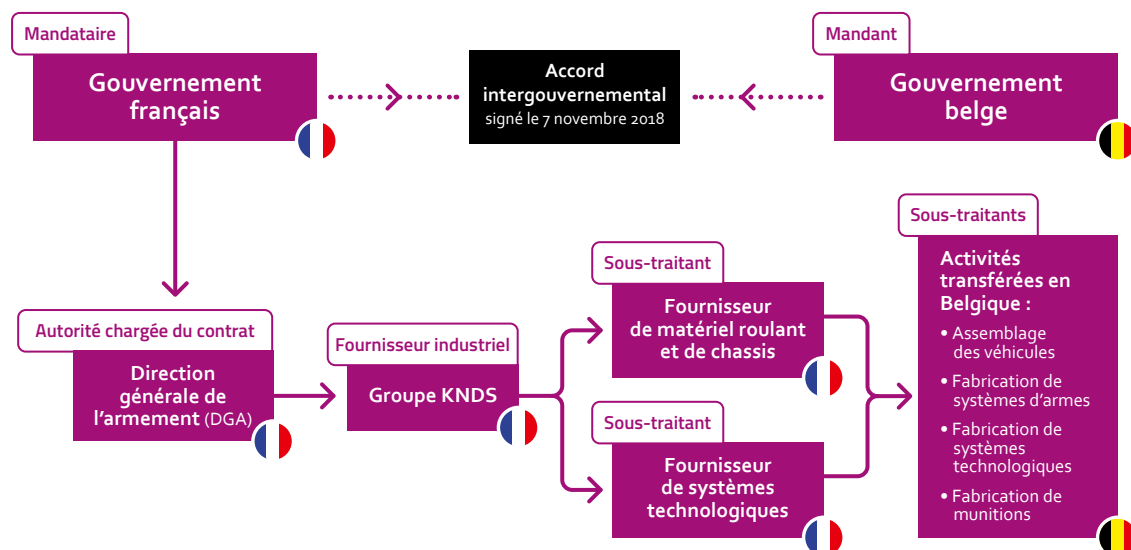 Mandataire
Gouvernement
français
Accord
intergouvernemental
signé le 7 novembre 2018
Mandant
Gouvernement
belge
Autorité chargée du contrat
Direction
générale de
l'armement (DGA)
Fournisseur industriel
Groupe KNDS
Sous-traitant
Fournisseur
de matériel roulant
et de chassis
Sous-traitant
Fournisseur
de systèmes
technologiques
Sous-traitants
Activités
transférées en
Belgique :
• Assemblage
des véhicules
• Fabrication de
systèmes d'armes
• Fabrication de
systèmes
technologiques
• Fabrication de
munitions